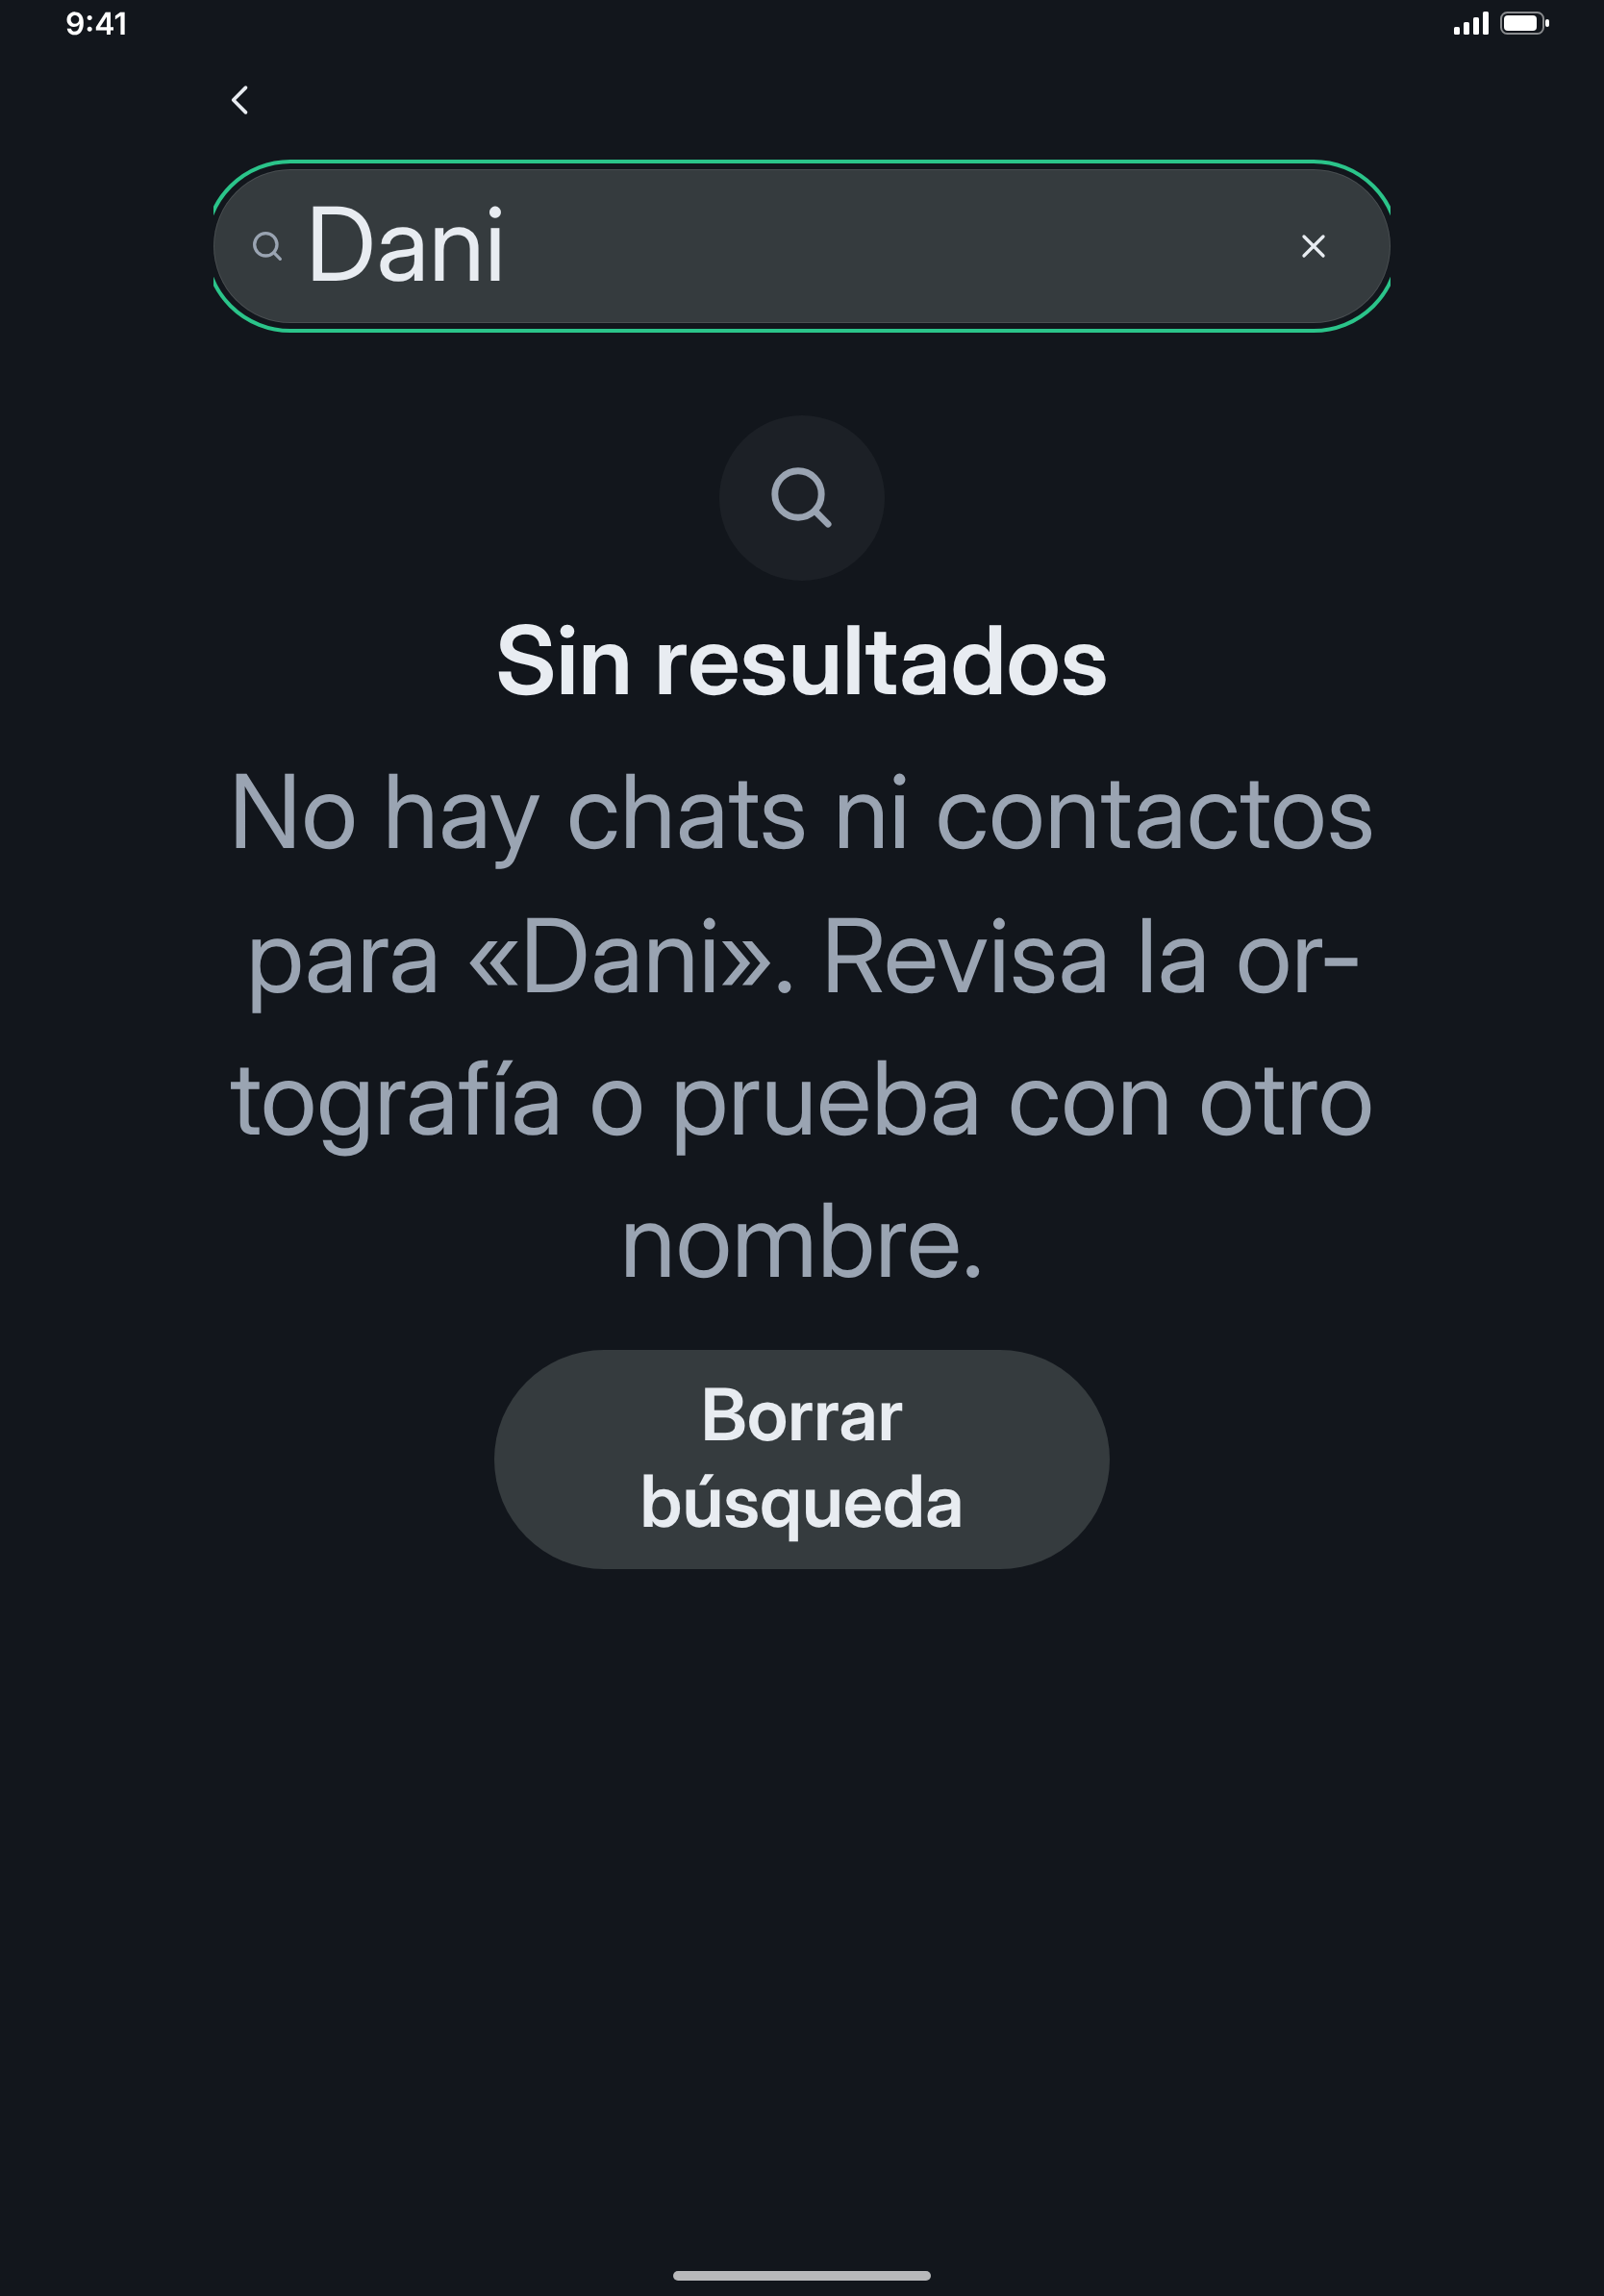 9:41
Dani
Sin resultados
No hay chats ni contactos
para «Dani». Revisa la or-
tografía o prueba con otro
nombre.
Borrar
búsqueda